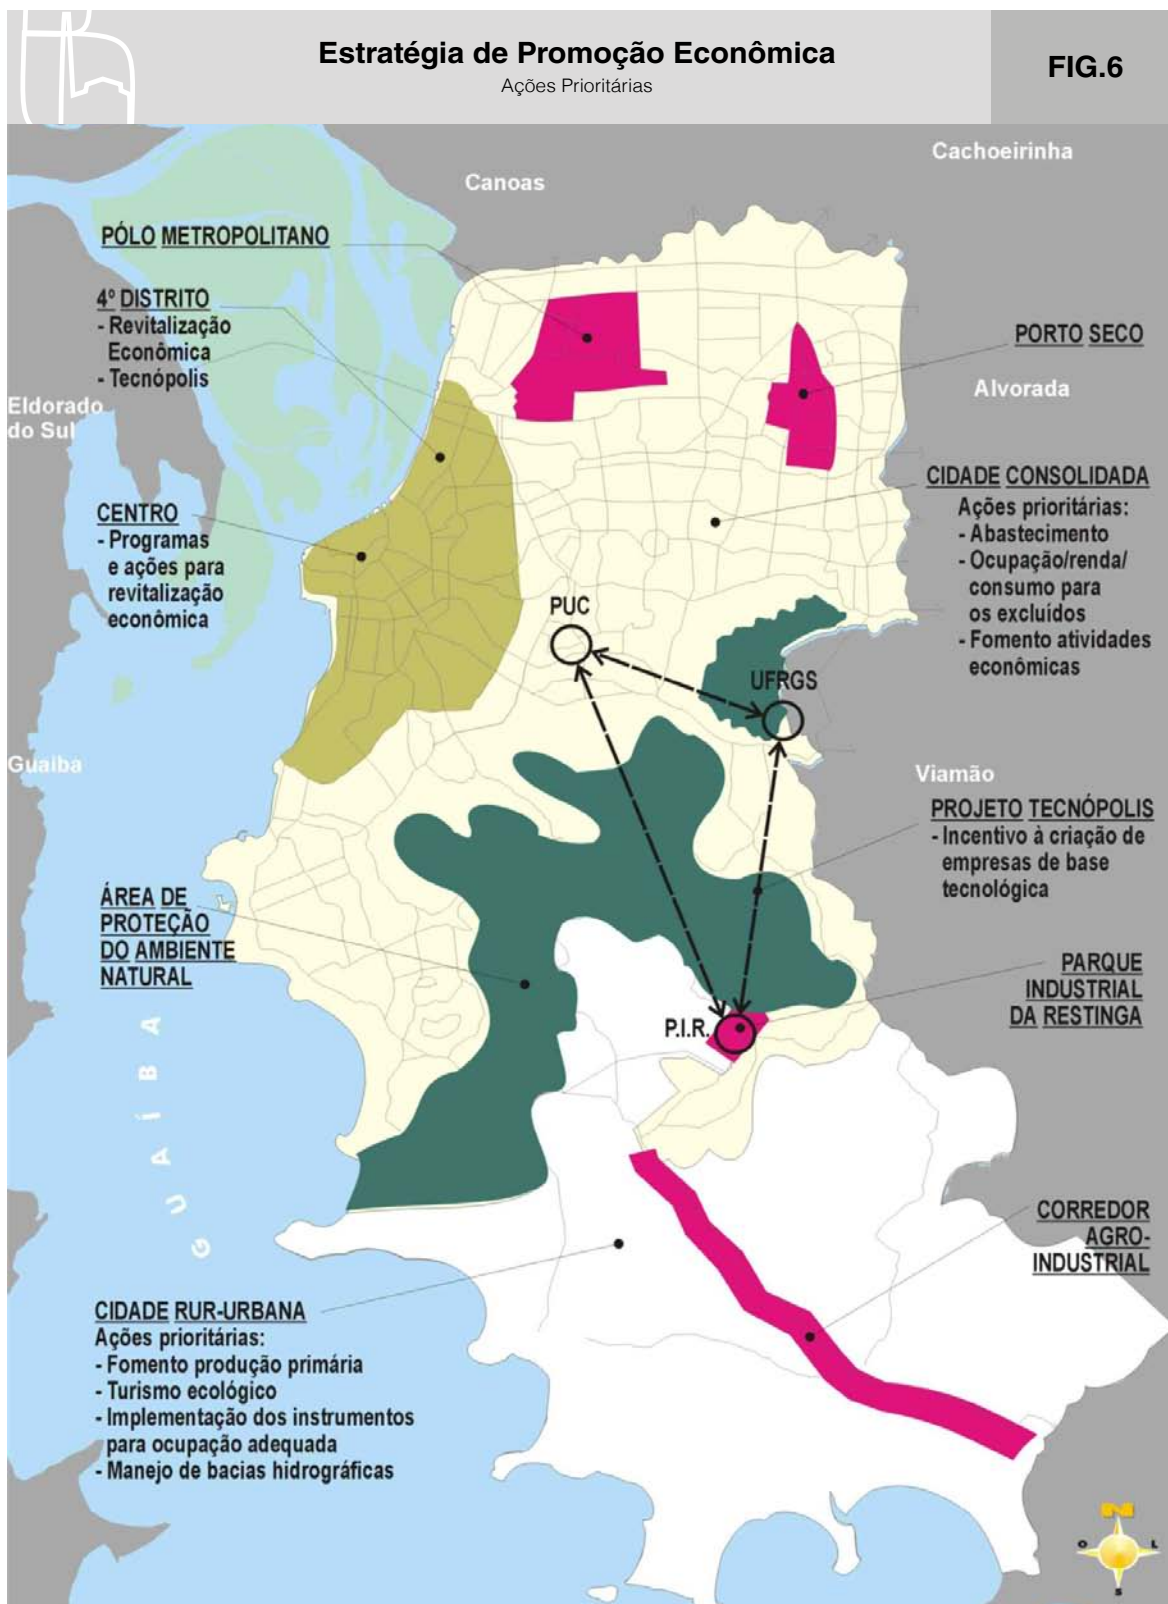 Estratégia de Promoção Econômica
Ações Prioritárias
FIG.6
Cachoeirinha
Canoas
PÓLO METROPOLITANO
4º DISTRITO
- Revitalização
Econômica
- Tecnópolis
PORTO SECO
Alvorada
Eldorado
do Sul
CIDADE CONSOLIDADA
Ações prioritárias:
- Abastecimento
- Ocupação/renda/
consumo para
os excluídos
- Fomento atividades
econômicas
CENTRO
- Programas
e ações para
revitalização
econômica
PUC
UFRGS
Guaiba
Viamão
PROJETO TECNÓPOLIS
- Incentivo à criação de
empresas de base
tecnológica
ÁREA DE
PROTEÇÃO
DO AMBIENTE
NATURAL
PARQUE
INDUSTRIAL
DA RESTINGA
P.I.R.
GUAÍBA
CORREDOR
AGRO-
INDUSTRIAL
CIDADE RUR-URBANA
Ações prioritárias:
- Fomento produção primária
- Turismo ecológico
- Implementação dos instrumentos
para ocupação adequada
- Manejo de bacias hidrográficas
N
O L
S